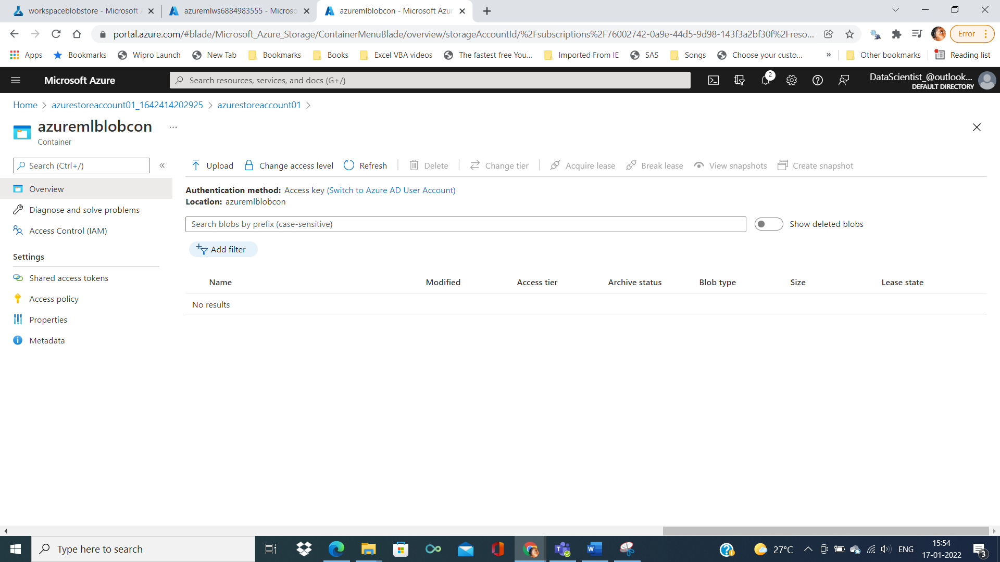 workspaceblobstore - Microsoft A
azuremlws6884983555 - Microso
azuremlblobcon - Microsoft Azur
portal.azure.com/#blade/Microsoft_Azure_Storage/ContainerMenuBlade/overview/storageAccountId/%2Fsubscriptions%2F76002742-0a9e-44d5-9d98-143f3a2bf30f%2Freso...
Error
Apps
Bookmarks
Wipro Launch
New Tab
Bookmarks
Books
Excel VBA videos
The fastest free You...
Imported From IE
SAS
Songs
Choose your custo...
»
Other bookmarks
Reading list
Microsoft Azure
Search resources, services, and docs (G+/)
2
DataScientist_@outlook...
DEFAULT DIRECTORY
Home > azurestoreaccount01_1642414202925 > azurestoreaccount01 >
azuremlblobcon ...
Container
Search (Ctrl+/)
«
Upload
Change access level
Refresh
Delete
Change tier
Acquire lease
Break lease
View snapshots
Create snapshot
Overview
Diagnose and solve problems
Access Control (IAM)
Settings
Shared access tokens
Access policy
Properties
Metadata
Authentication method: Access key (Switch to Azure AD User Account)
Location: azuremlblobcon
Search blobs by prefix (case-sensitive)
Show deleted blobs
Add filter
Name Modified Access tier Archive status Blob type Size Lease state
No results
Type here to search
27°C
ENG
15:54
17-01-2022
3